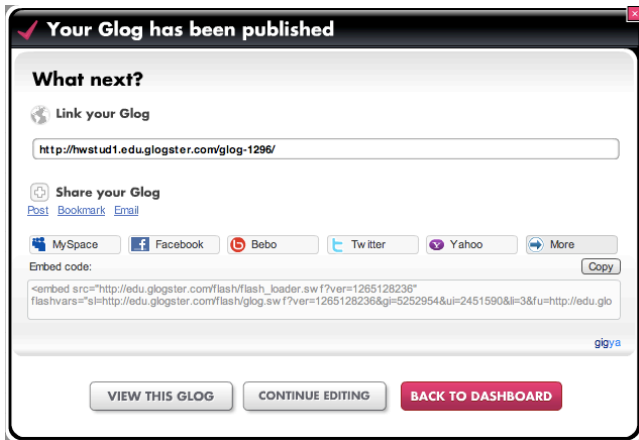 Your Glog has been published
What next?
Link your Glog
http://hwstud1.edu.glogster.com/glog-1296/
Share your Glog
Post Bookmark Email
MySpace Facebook Bebo Twitter Yahoo More
Embed code: Copy
<embed src="http://edu.glogster.com/flash/flash_loader.swf?ver=1265128236"
flashvars="sl=http://edu.glogster.com/flash/glog.swf?ver=1265128236&gi=5252954&ui=2451590&li=3&fu=http://edu.glo
gigya
VIEW THIS GLOG CONTINUE EDITING BACK TO DASHBOARD